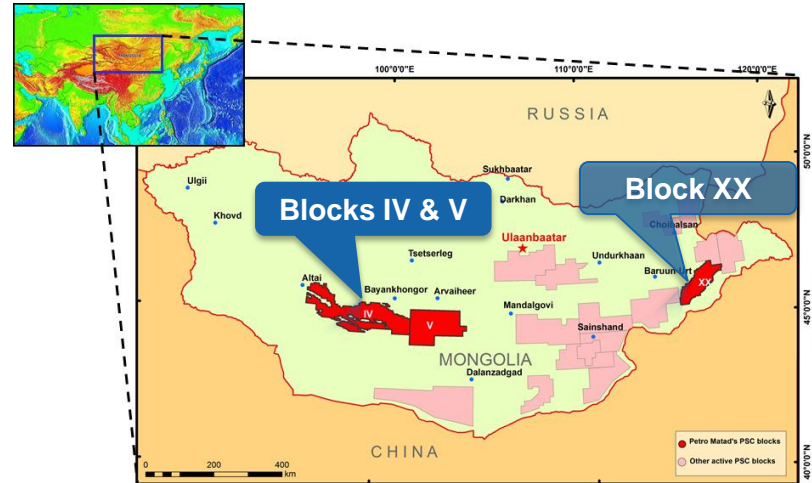 100°0'0"E
110°0'0"E
120°0'0"E
50°0'0"N
45°0'0"N
40°0'0"N
RUSSIA
Ulgii
Khovd
Sukhbaatar
Darkhan
Blocks IV & V
Block XX
Choibalsan
Ulaanbaatar
Tsetserleg
Undurkhaan
Baruun-Urt
Altai
Bayankhongor
Arvaiheer
XX
IV
V
Mandalgovi
Sainshand
MONGOLIA
Dalanzadgad
CHINA
Petro Matad's PSC blocks
Other active PSC blocks
0 200 400
km